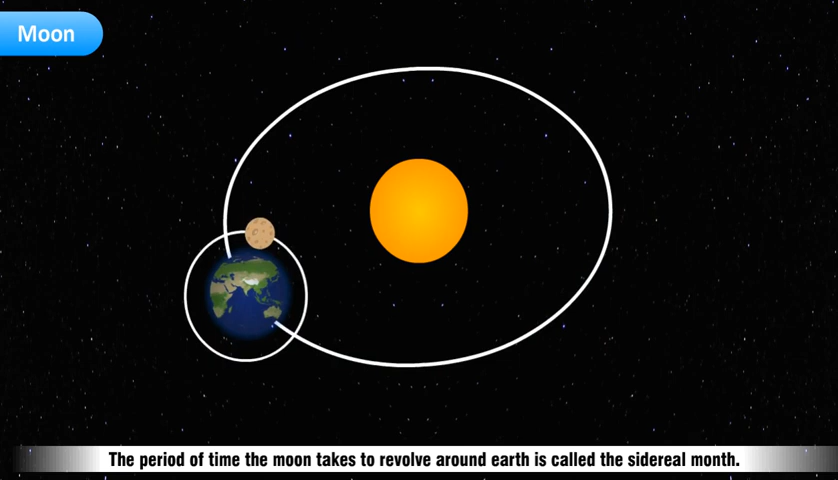 Moon
The period of time the moon takes to revolve around earth is called the sidereal month.